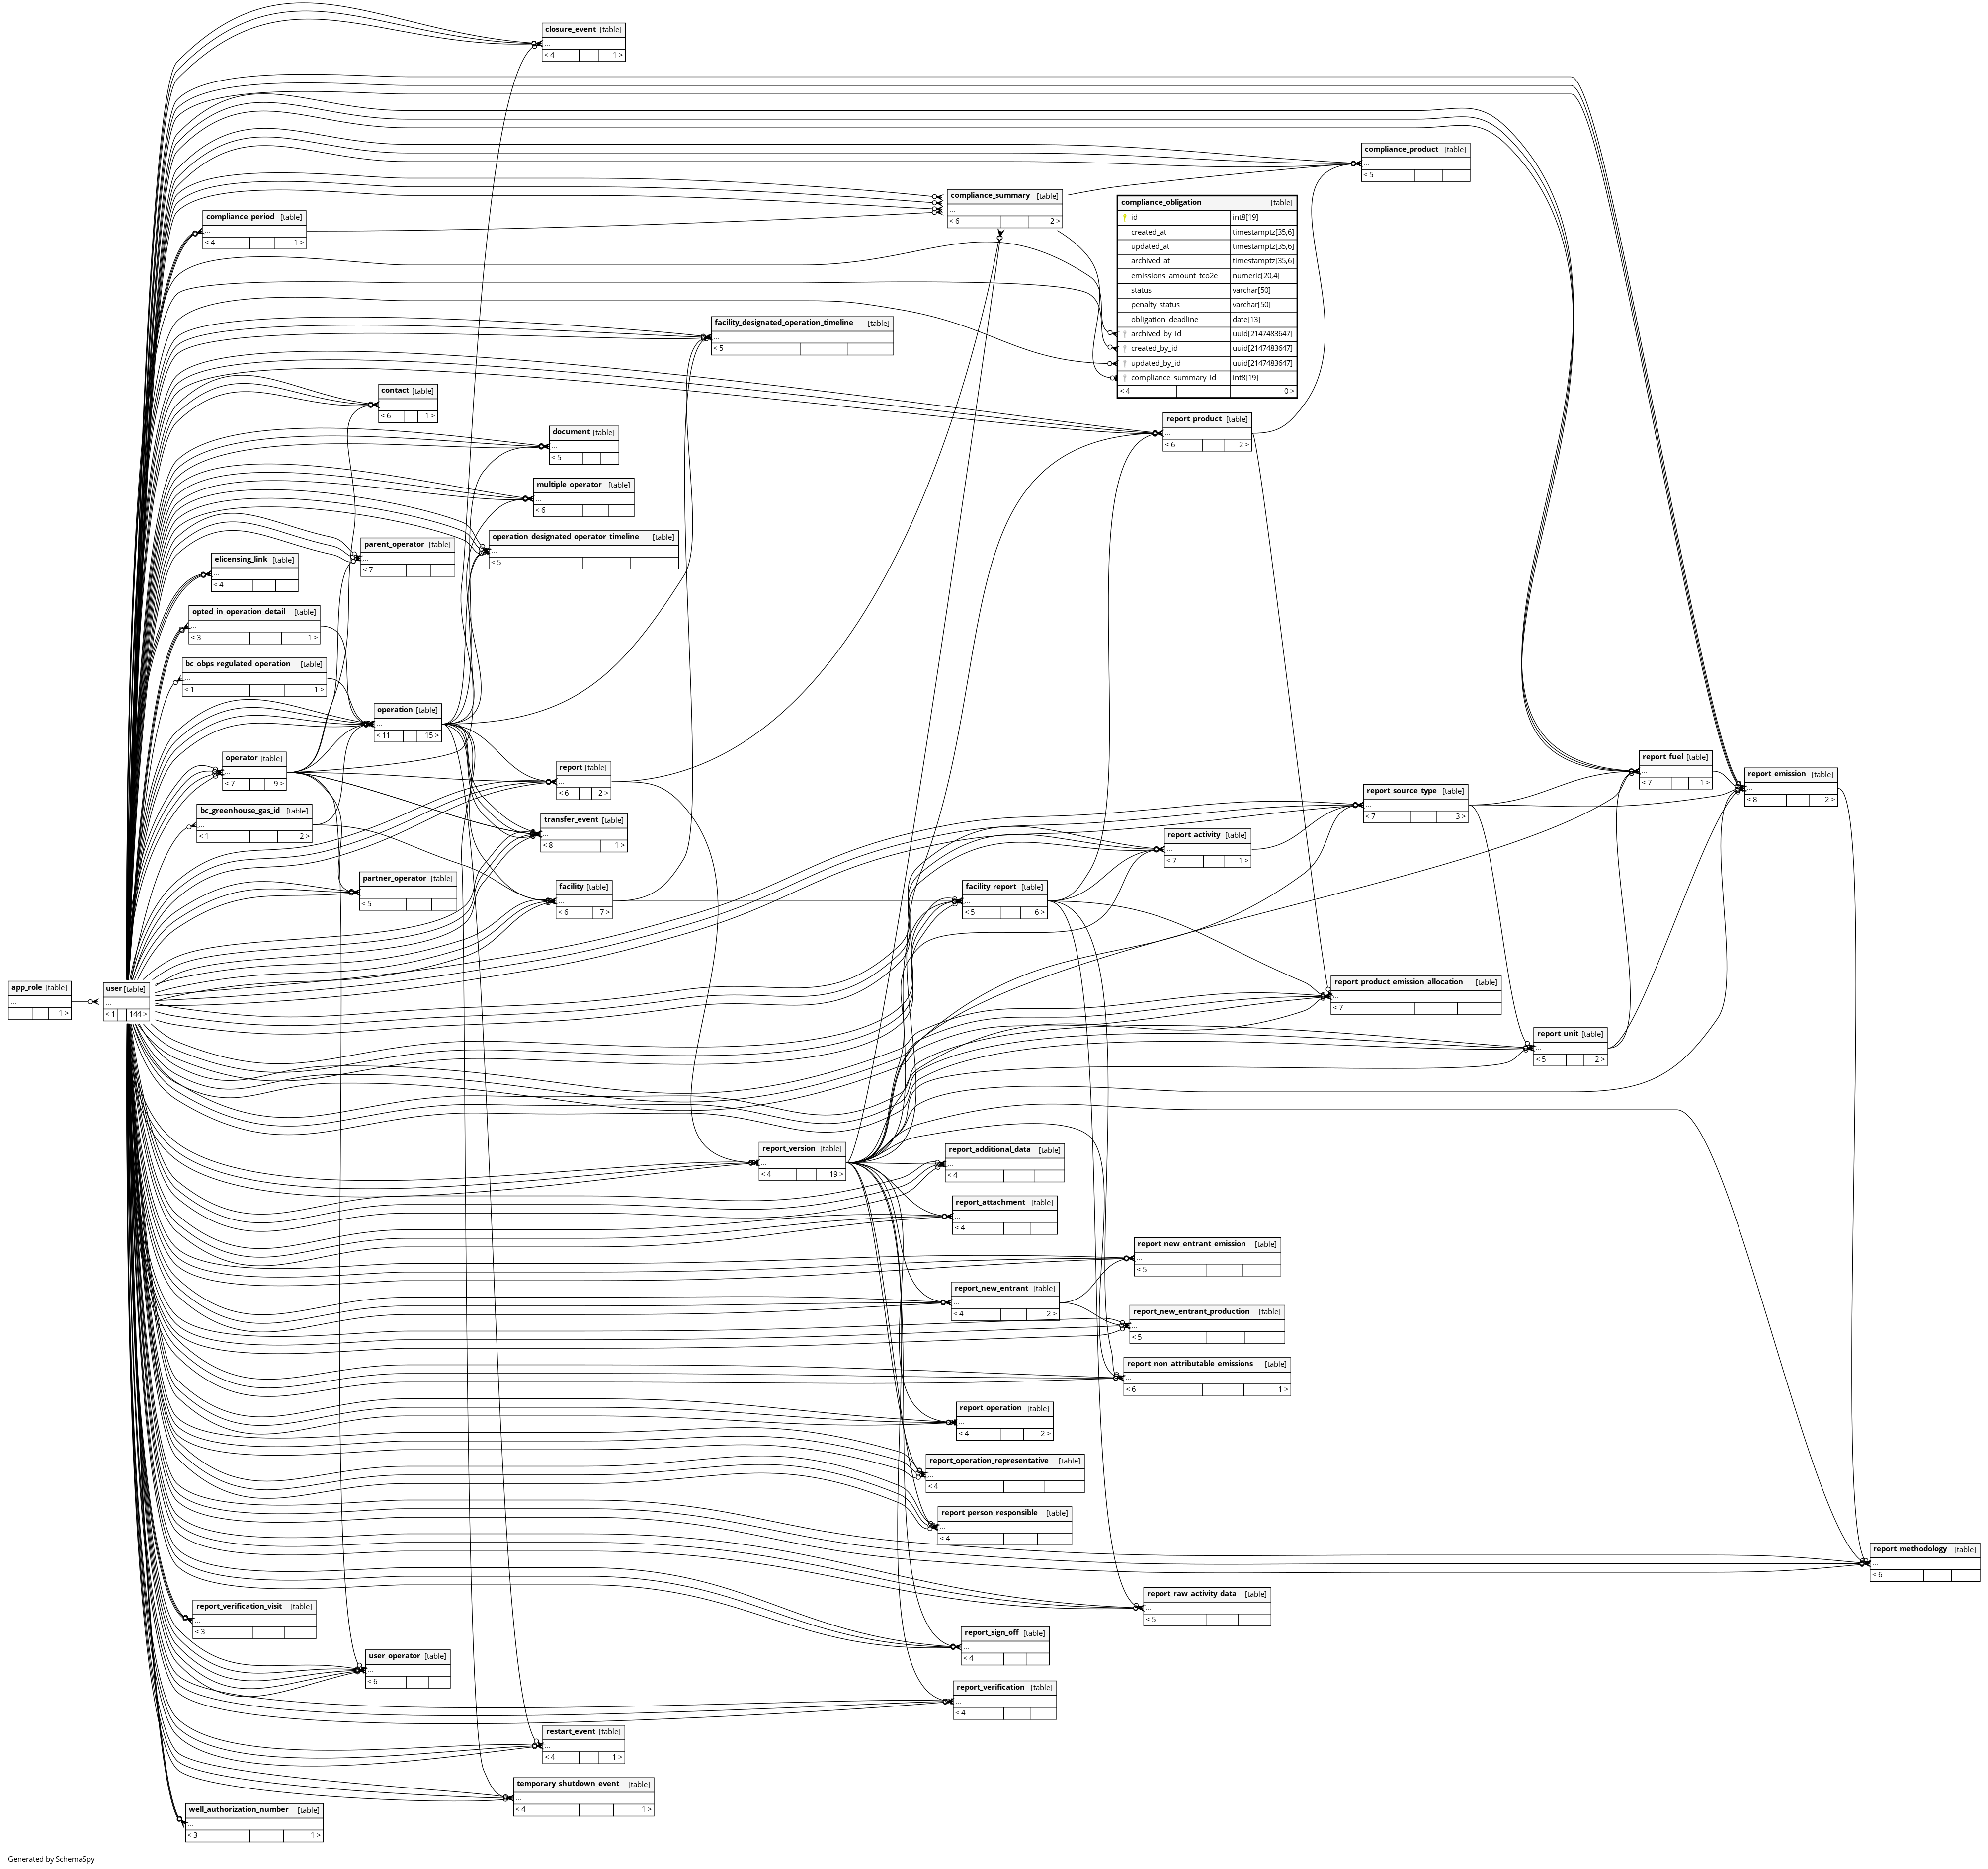 closure_event [table]
...
< 4 1 >
compliance_product [table]
...
< 5
compliance_summary [table]
...
< 6 2 >
compliance_obligation [table]
id int8[19]
created_at timestamptz[35,6]
updated_at timestamptz[35,6]
archived_at timestamptz[35,6]
emissions_amount_tco2e numeric[20,4]
status varchar[50]
penalty_status varchar[50]
obligation_deadline date[13]
archived_by_id uuid[2147483647]
created_by_id uuid[2147483647]
updated_by_id uuid[2147483647]
compliance_summary_id int8[19]
< 4 0 >
compliance_period [table]
...
< 4 1 >
facility_designated_operation_timeline [table]
...
< 5
contact [table]
...
< 6 1 >
report_product [table]
...
< 6 2 >
document [table]
...
< 5
multiple_operator [table]
...
< 6
operation_designated_operator_timeline [table]
...
< 5
parent_operator [table]
...
< 7
elicensing_link [table]
...
< 4
opted_in_operation_detail [table]
...
< 3 1 >
bc_obps_regulated_operation [table]
...
< 1 1 >
operation [table]
...
< 11 15 >
operator [table]
...
< 7 9 >
report [table]
...
< 6 2 >
report_fuel [table]
...
< 7 1 >
report_emission [table]
...
< 8 2 >
report_source_type [table]
...
< 7 3 >
bc_greenhouse_gas_id [table]
...
< 1 2 >
transfer_event [table]
...
< 8 1 >
report_activity [table]
...
< 7 1 >
partner_operator [table]
...
< 5
facility [table]
...
< 6 7 >
facility_report [table]
...
< 5 6 >
app_role [table]
...
1 >
user [table]
...
< 1 144 >
report_product_emission_allocation [table]
...
< 7
report_unit [table]
...
< 5 2 >
report_version [table]
...
< 4 19 >
report_additional_data [table]
...
< 4
report_attachment [table]
...
< 4
report_new_entrant_emission [table]
...
< 5
report_new_entrant [table]
...
< 4 2 >
report_new_entrant_production [table]
...
< 5
report_non_attributable_emissions [table]
...
< 6 1 >
report_operation [table]
...
< 4 2 >
report_operation_representative [table]
...
< 4
report_person_responsible [table]
...
< 4
report_methodology [table]
...
< 6
report_raw_activity_data [table]
...
< 5
report_verification_visit [table]
...
< 3
report_sign_off [table]
...
< 4
user_operator [table]
...
< 6
report_verification [table]
...
< 4
restart_event [table]
...
< 4 1 >
temporary_shutdown_event [table]
...
< 4 1 >
well_authorization_number [table]
...
< 3 1 >
Generated by SchemaSpy